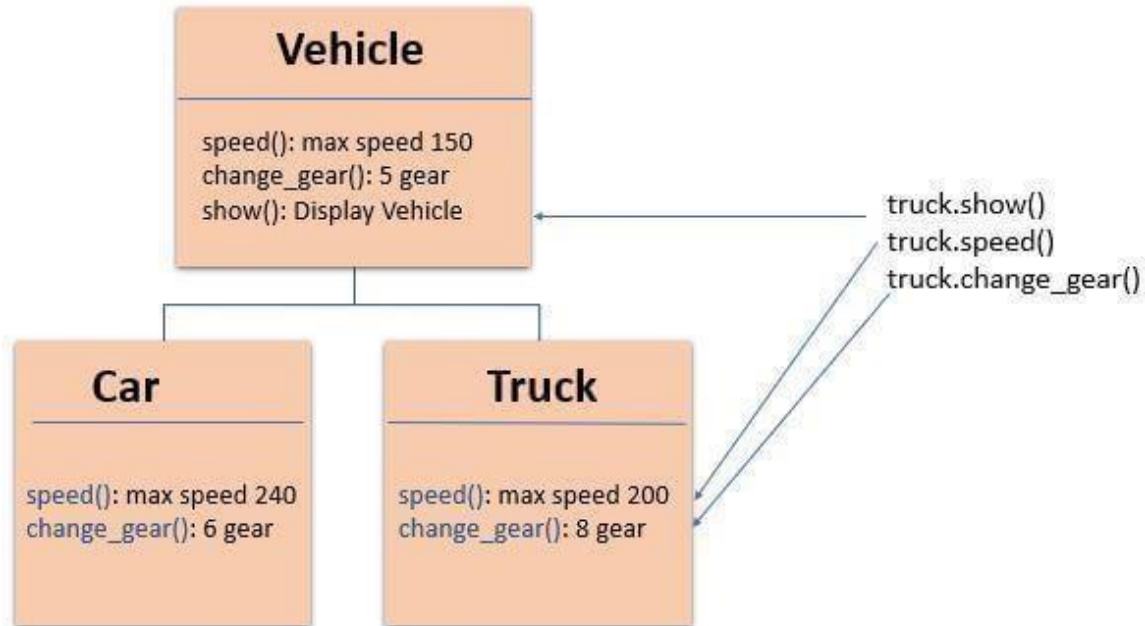 Vehicle
speed(): max speed 150
change_gear(): 5 gear
show(): Display Vehicle
truck.show()
truck.speed()
truck.change_gear()
Car
speed(): max speed 240
change_gear(): 6 gear
Truck
speed(): max speed 200
change_gear(): 8 gear